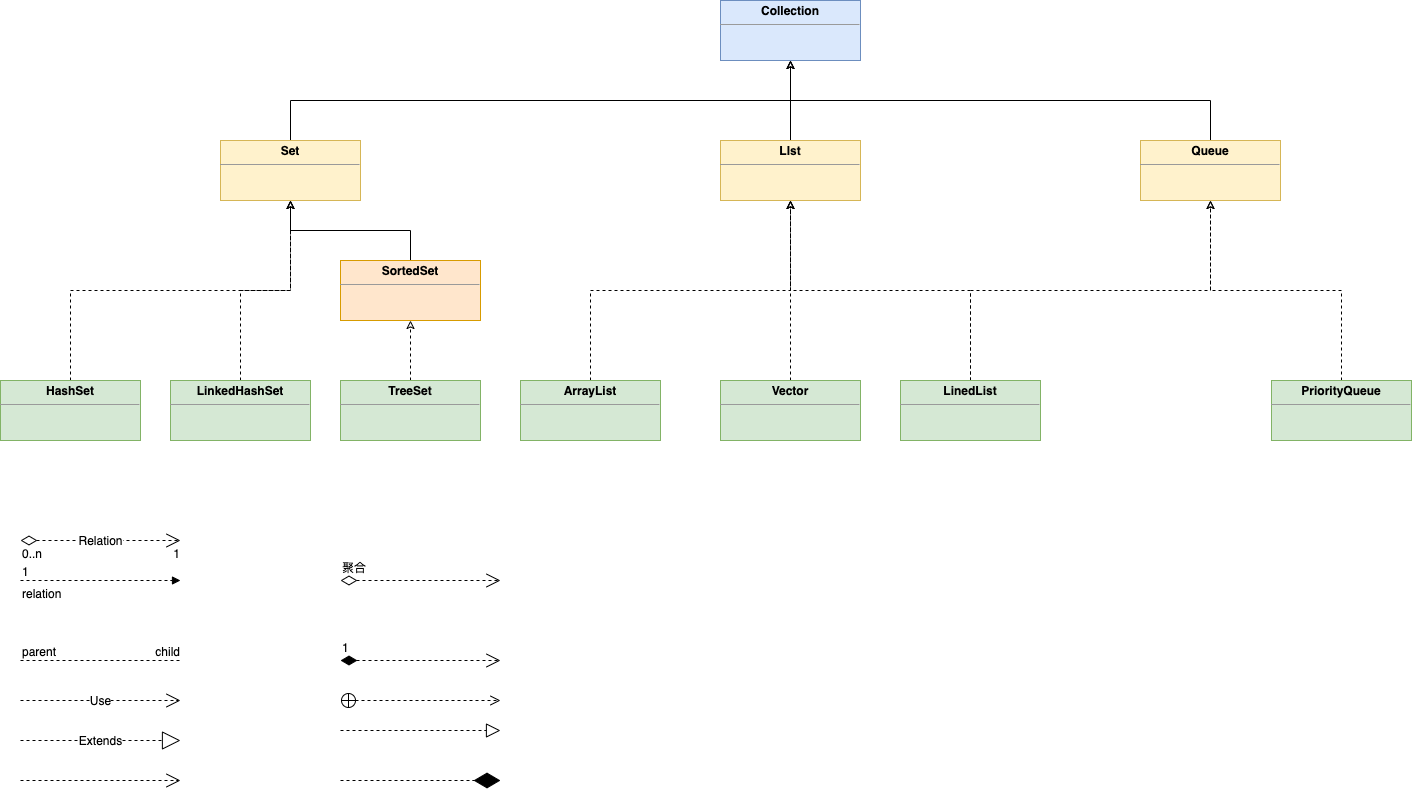 Collection
Set
LIst
Queue
SortedSet
HashSet
LinkedHashSet
TreeSet
ArrayList
Vector
LinedList
PriorityQueue
Relation
0..n
1
1
relation
聚合
parent
child
1
Use
Extends